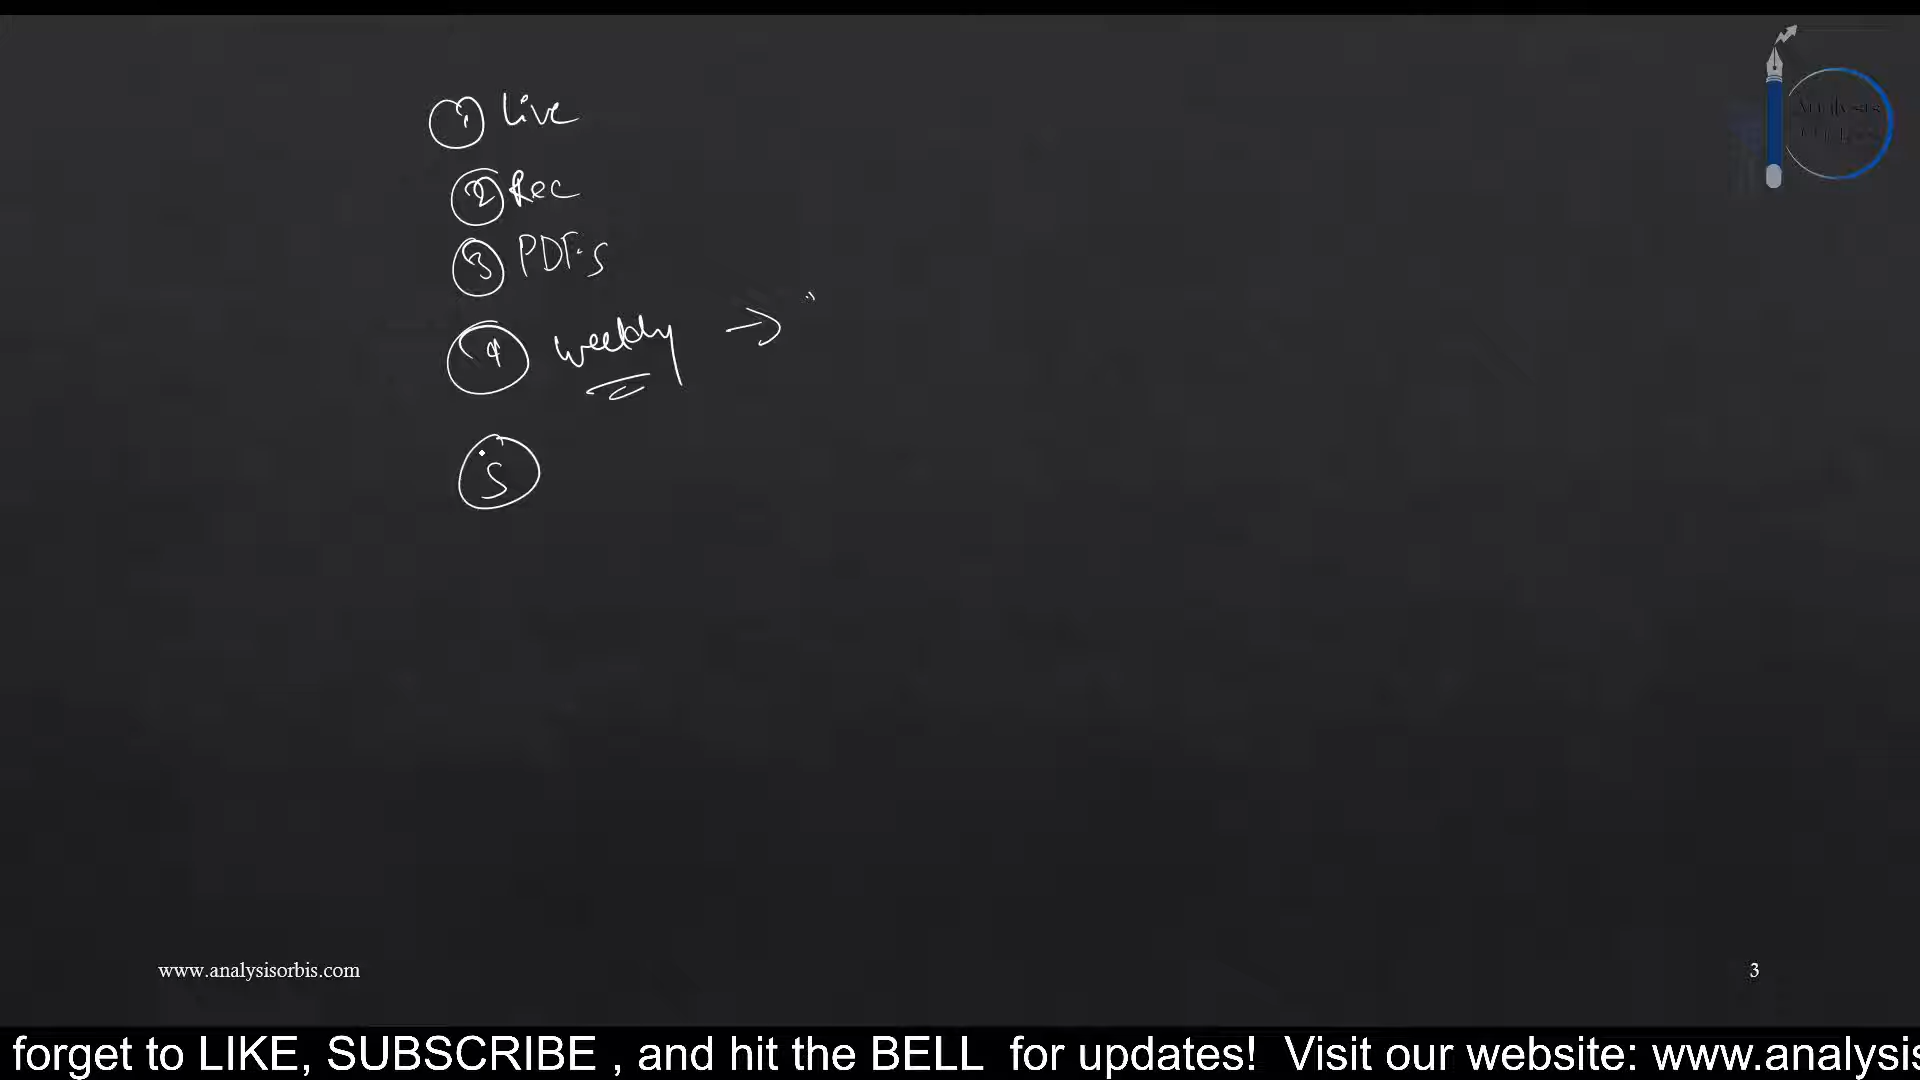 1 Live
2 Rec
3 PDF's
4 weekly →
5
Analysis
www.analysisorbis.com
3
forget to LIKE, SUBSCRIBE , and hit the BELL for updates! Visit our website: www.analysis